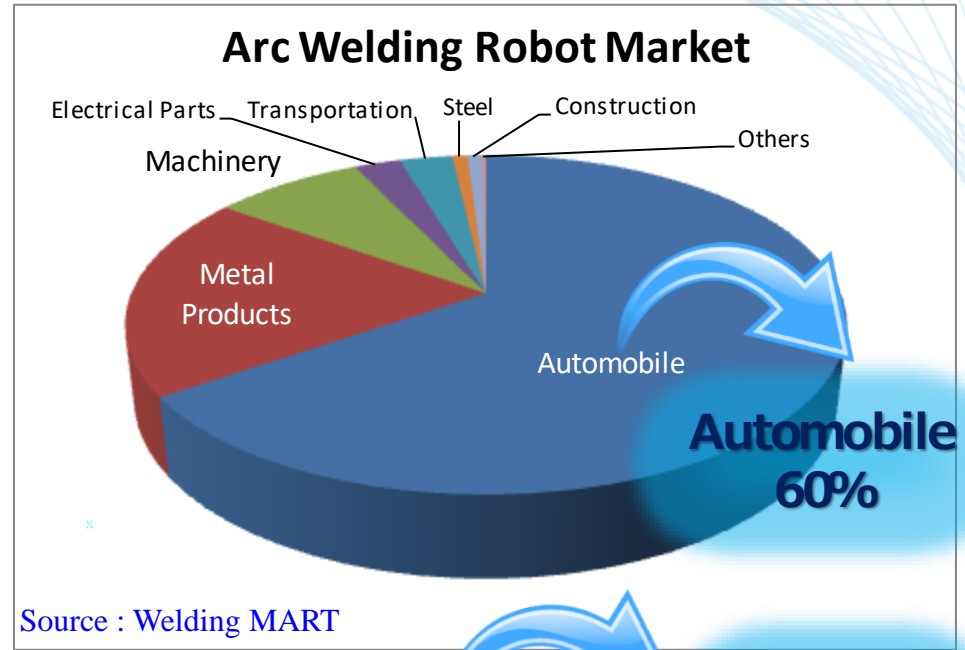 Arc Welding Robot Market
Electrical Parts
Transportation
Steel
Construction
Others
Machinery
Metal
Products
Automobile
Automobile
60%
x
Source : Welding MART